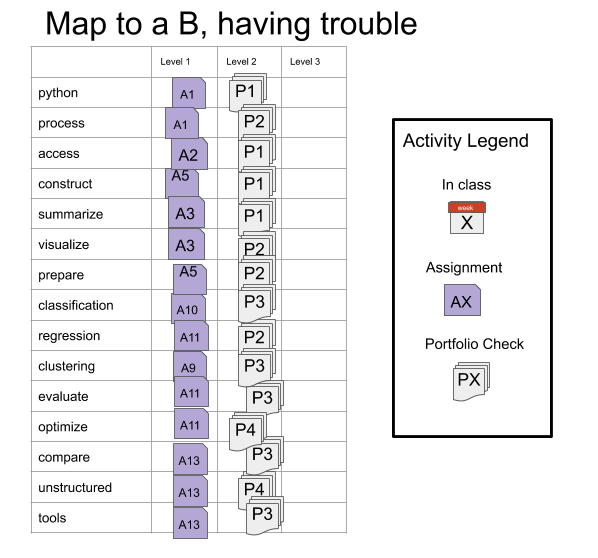 Map to a B, having trouble
Level 1 Level 2 Level 3
python A1 P1
process A1 P2
access A2 P1
construct A5 P1
summarize A3 P1
visualize A3 P2
prepare A5 P2
classification A10 P3
regression A11 P2
clustering A9 P3
evaluate A11 P3
optimize A11 P4
compare A13 P3
unstructured A13 P4
tools A13 P3
Activity Legend
In class
week
X
Assignment
AX
Portfolio Check
PX